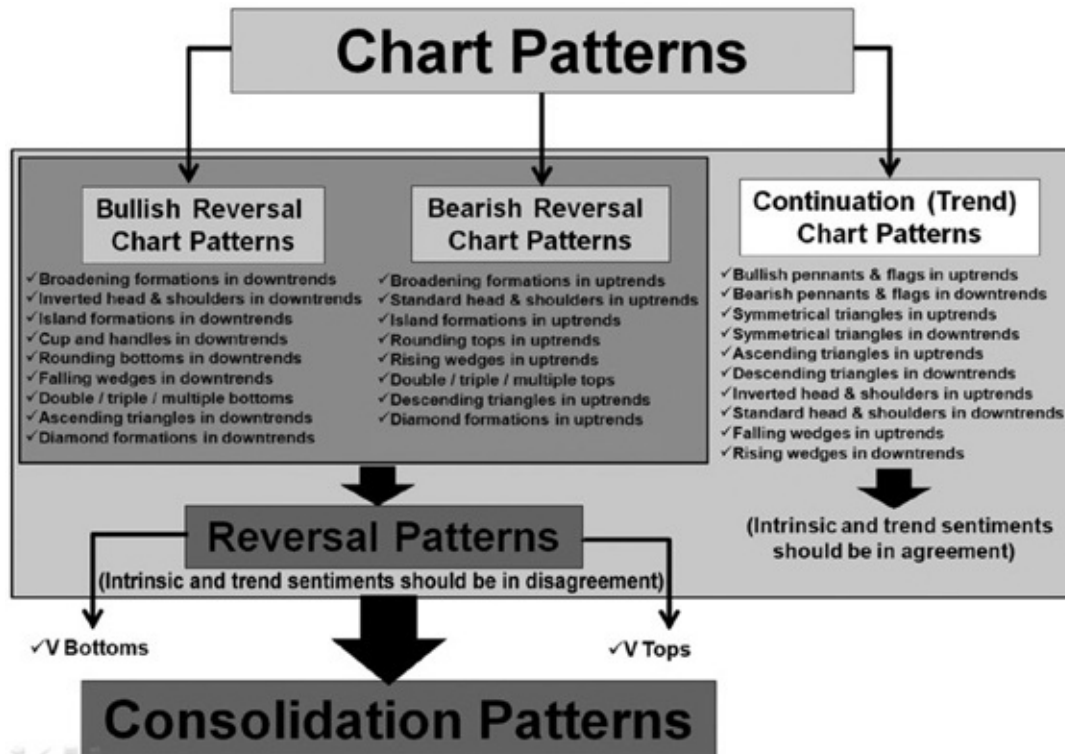 Chart Patterns
Bullish Reversal
Chart Patterns
✓Broadening formations in downtrends
✓Inverted head & shoulders in downtrends
✓Island formations in downtrends
✓Cup and handles in downtrends
✓Rounding bottoms in downtrends
✓Falling wedges in downtrends
✓Double / triple / multiple bottoms
✓Ascending triangles in downtrends
✓Diamond formations in downtrends
Bearish Reversal
Chart Patterns
✓Broadening formations in uptrends
✓Standard head & shoulders in uptrends
✓Island formations in uptrends
✓Rounding tops in uptrends
✓Rising wedges in uptrends
✓Double / triple / multiple tops
✓Descending triangles in uptrends
✓Diamond formations in uptrends
Continuation (Trend)
Chart Patterns
✓Bullish pennants & flags in uptrends
✓Bearish pennants & flags in downtrends
✓Symmetrical triangles in uptrends
✓Symmetrical triangles in downtrends
✓Ascending triangles in uptrends
✓Descending triangles in downtrends
✓Inverted head & shoulders in uptrends
✓Standard head & shoulders in downtrends
✓Falling wedges in uptrends
✓Rising wedges in downtrends
(Intrinsic and trend sentiments
should be in agreement)
Reversal Patterns
(Intrinsic and trend sentiments should be in disagreement)
✓V Bottoms
✓V Tops
Consolidation Patterns